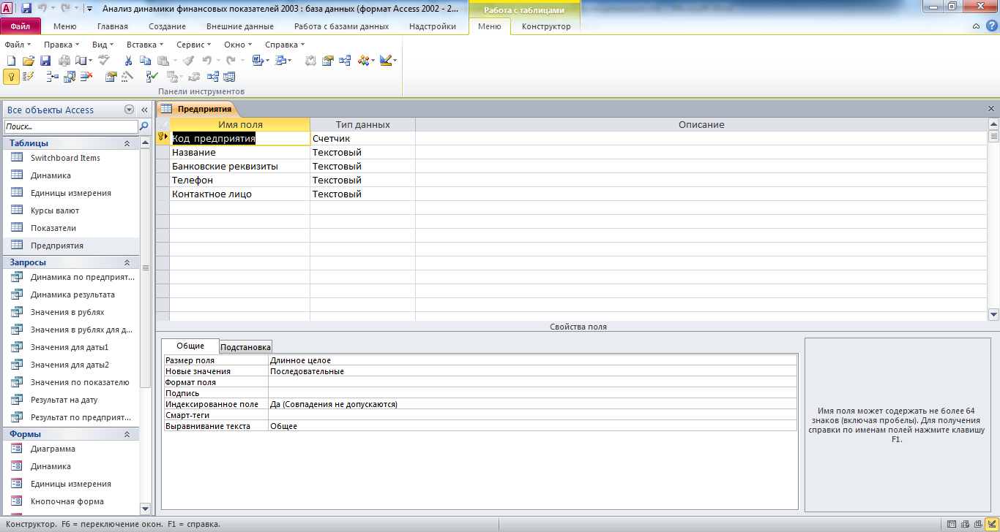 Анализ динамики финансовых показателей 2003 : база данных (формат Access 2002 - 2...
Работа с таблицами
Файл Меню Главная Создание Внешние данные Работа с базами данных Надстройки Меню Конструктор
Файл Правка Вид Вставка Сервис Окно Справка
Панели инструментов
Все объекты Access
Поиск...
Таблицы
Switchboard Items
Динамика
Единицы измерения
Курсы валют
Показатели
Предприятия
Запросы
Динамика по предприят...
Динамика результата
Значения в рублях
Значения в рублях для д...
Значения для даты1
Значения для даты2
Значения по показателю
Результат на дату
Результат по предприят...
Формы
Диаграмма
Динамика
Единицы измерения
Кнопочная форма
Предприятия
Имя поля Тип данных Описание
Код предприятия Счетчик
Название Текстовый
Банковские реквизиты Текстовый
Телефон Текстовый
Контактное лицо Текстовый
Свойства поля
Общие Подстановка
Размер поля Длинное целое
Новые значения Последовательные
Формат поля
Подпись
Индексированное поле Да (Совпадения не допускаются)
Смарт-теги
Выравнивание текста Общее
Имя поля может содержать не более 64
знаков (включая пробелы). Для получения
справки по именам полей нажмите клавишу
F1.
Конструктор. F6 = переключение окон. F1 = справка.